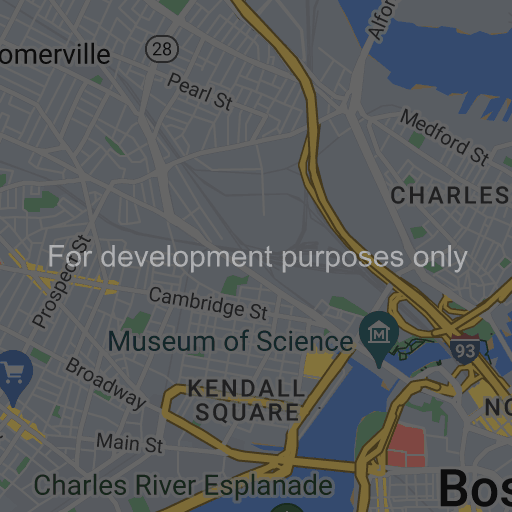 omerville
28
Alfor
Pearl St
Medford St
CHARLES
Prospect St
For development purposes only
Cambridge St
Museum of Science
93
Broadway
KENDALL
SQUARE
NO
Main St
Charles River Esplanade
Bos